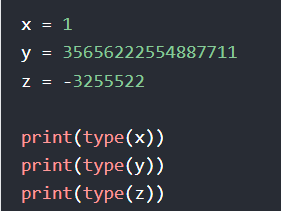 x = 1
y = 35656222554887711
z = -3255522
print(type(x))
print(type(y))
print(type(z))